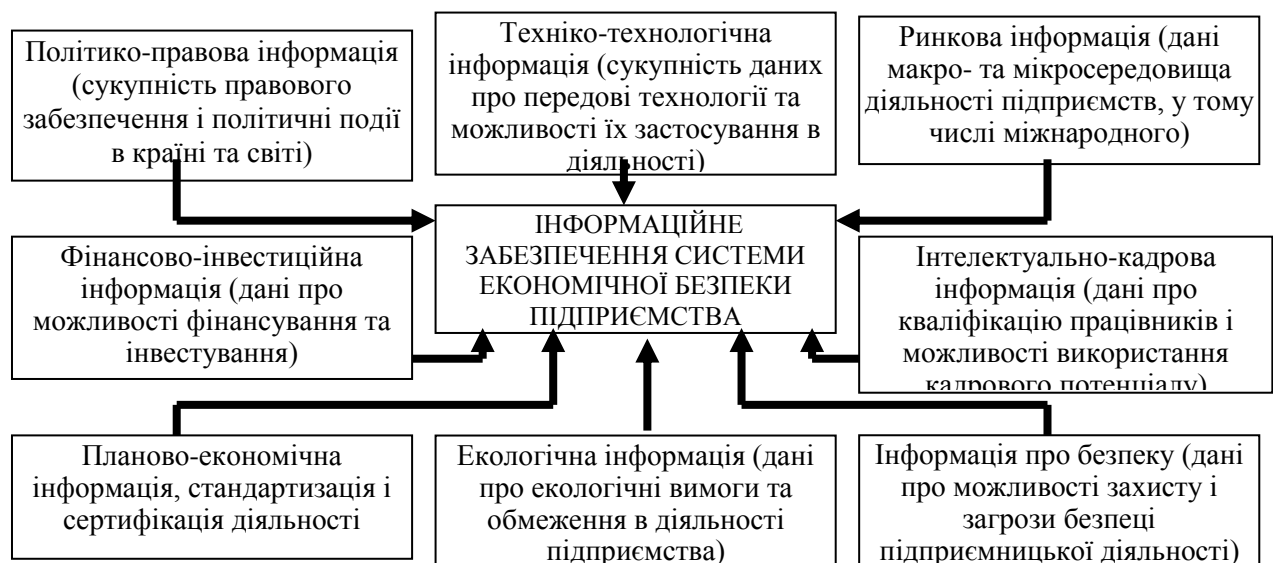 Політико-правова інформація
(сукупність правового
забезпечення і політичні події
в країні та світі)
Техніко-технологічна
інформація (сукупність даних
про передові технології та
можливості їх застосування в
діяльності)
Ринкова інформація (дані
макро- та мікросередовища
діяльності підприємств, у тому
числі міжнародного)
ІНФОРМАЦІЙНЕ
ЗАБЕЗПЕЧЕННЯ СИСТЕМИ
ЕКОНОМІЧНОЇ БЕЗПЕКИ
ПІДПРИЄМСТВА
Фінансово-інвестиційна
інформація (дані про
можливості фінансування та
інвестування)
Інтелектуально-кадрова
інформація (дані про
кваліфікацію працівників і
можливості використання
кадрового потенціалу)
Планово-економічна
інформація, стандартизація і
сертифікація діяльності
Екологічна інформація (дані
про екологічні вимоги та
обмеження в діяльності
підприємства)
Інформація про безпеку (дані
про можливості захисту і
загрози безпеці
підприємницької діяльності)